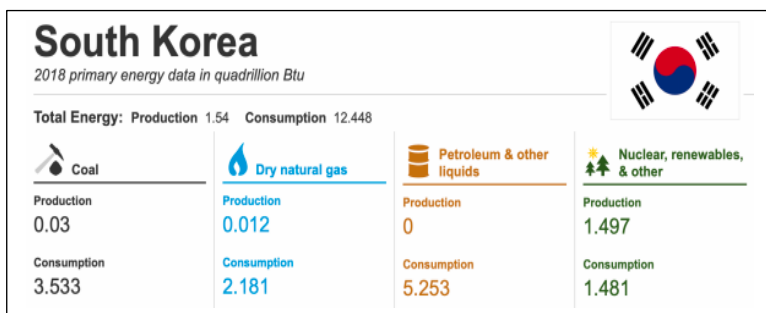 South Korea
2018 primary energy data in quadrillion Btu
Total Energy: Production 1.54 Consumption 12.448
Coal
Production
0.03
Consumption
3.533
Dry natural gas
Production
0.012
Consumption
2.181
Petroleum & other
liquids
Production
0
Consumption
5.253
Nuclear, renewables,
& other
Production
1.497
Consumption
1.481